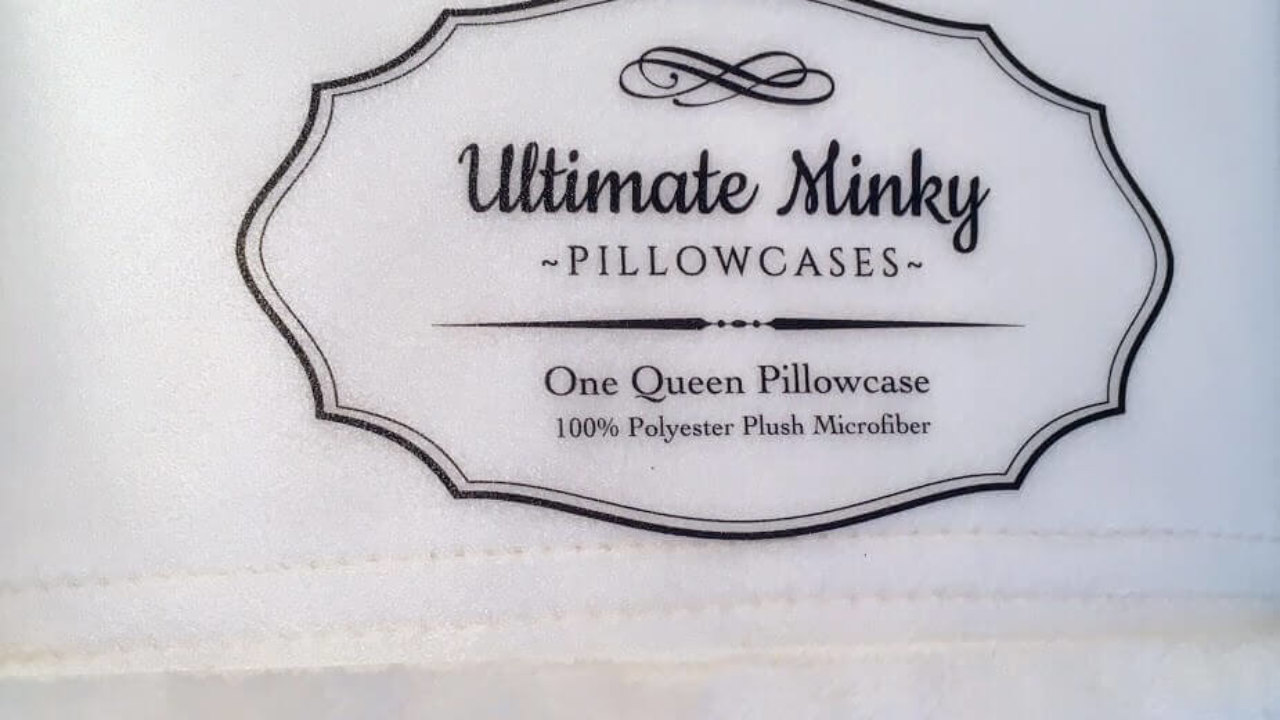 Ultimate Minky
~PILLOWCASES~
One Queen Pillowcase
100% Polyester Plush Microfiber